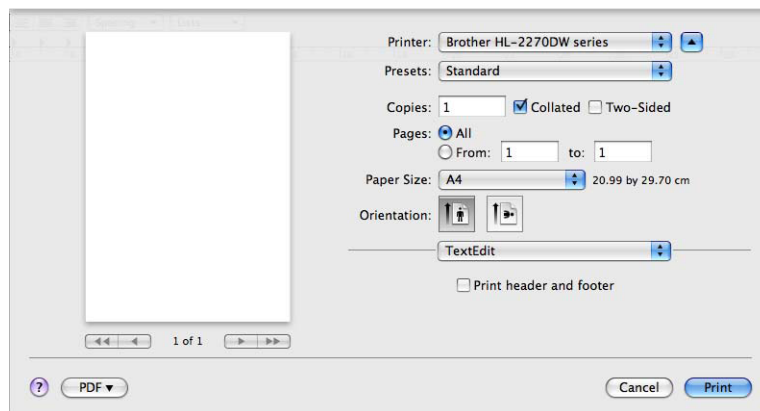 Spacing Lists
Printer: Brother HL-2270DW series
Presets: Standard
Copies: 1 Collated Two-Sided
Pages: All
From: 1 to: 1
Paper Size: A4 20.99 by 29.70 cm
Orientation:
TextEdit
Print header and footer
1 of 1
? PDF Cancel Print